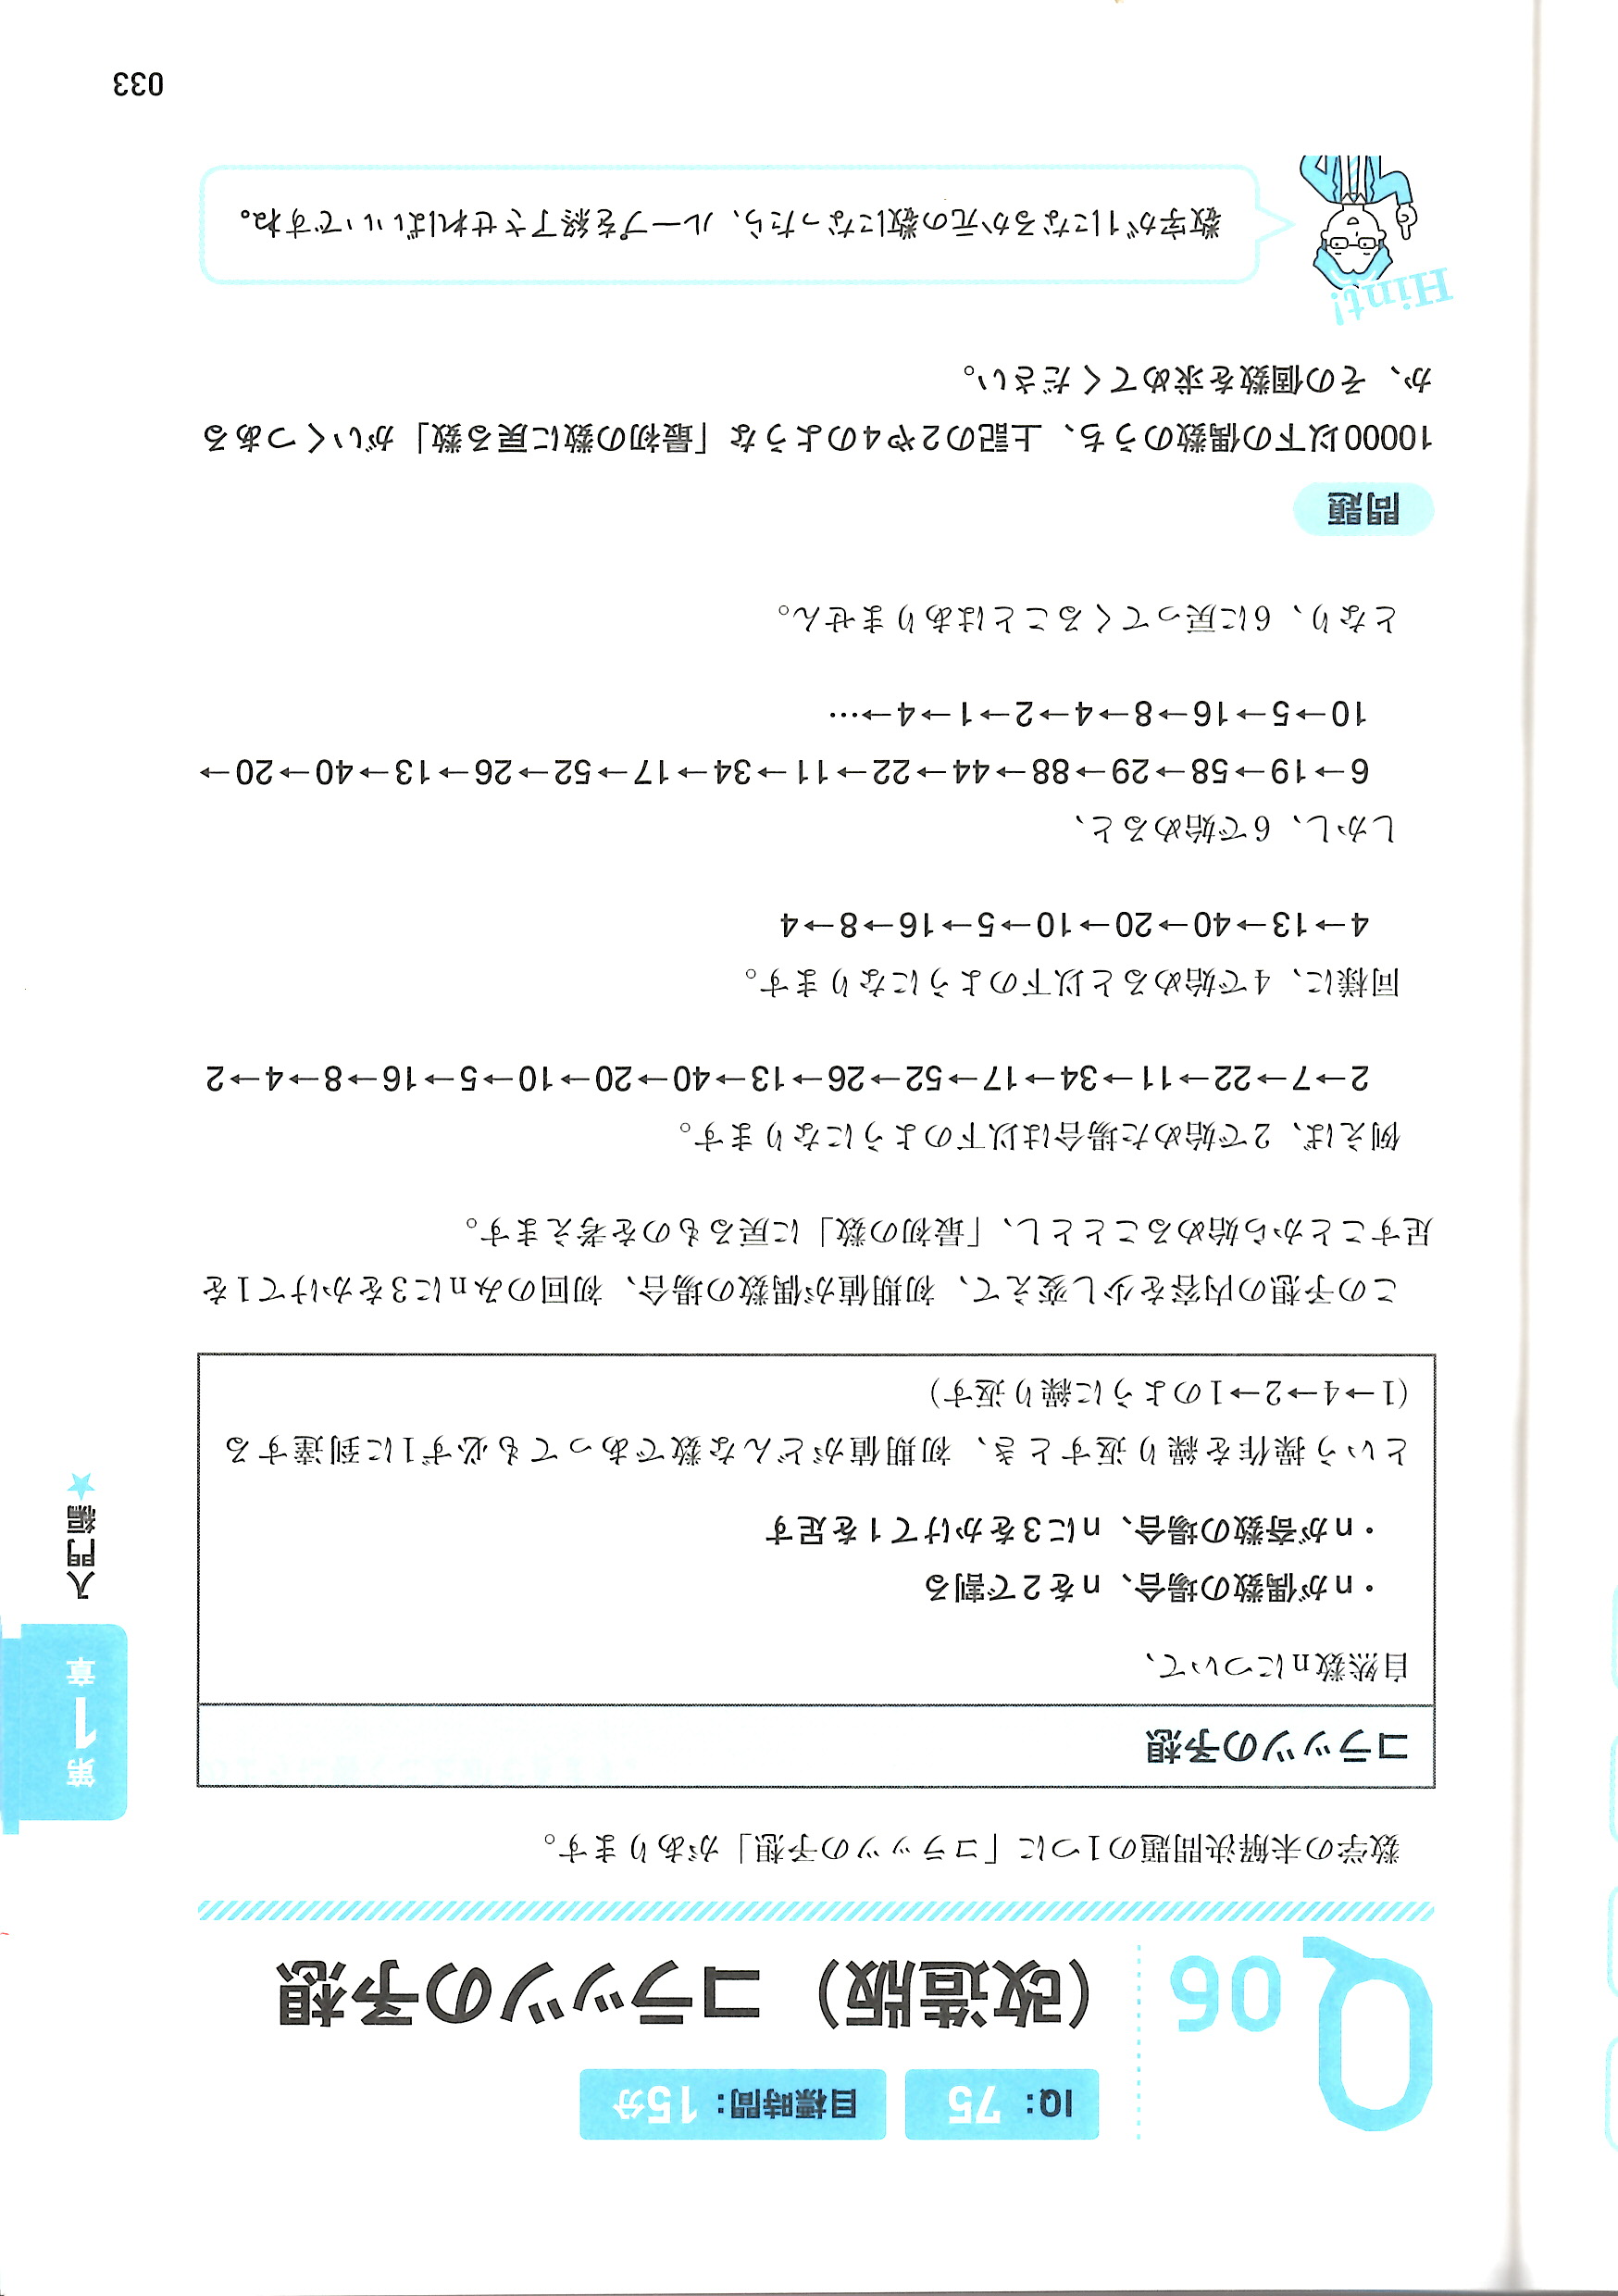 Q06
IQ: 75 目標時間: 15分
(改造版) コラッツの予想
数学の未解決問題の1つに「コラッツの予想」があります。
コラッツの予想
自然数nについて、
・nが偶数の場合、nを2で割る
・nが奇数の場合、nに3をかけて1を足す
という操作を繰り返すとき、初期値がどんな数であっても必ず1に到達する
(1→4→2→1のように繰り返す)
この予想の内容を少し変えて、初期値が偶数の場合、初回のみnに3をかけて1を
足すことから始めることとし、「最初の数」に戻るものを考えます。
例えば、2で始めた場合は以下のようになります。
2→7→22→11→34→17→52→26→13→40→20→10→5→16→8→4→2
同様に、4で始めると以下のようになります。
4→13→40→20→10→5→16→8→4
しかし、6で始めると、
6→19→58→29→88→44→22→11→34→17→52→26→13→40→20→
10→5→16→8→4→2→1→4→…
となり、6に戻ってくることはありません。
問題
10000以下の偶数のうち、上記の2や4のような「最初の数に戻る数」がいくつある
か、その個数を求めてください。
Hint!
数字が1になるか元の数になったら、ループを終了させればいいですね。
第1章
入門編★
033